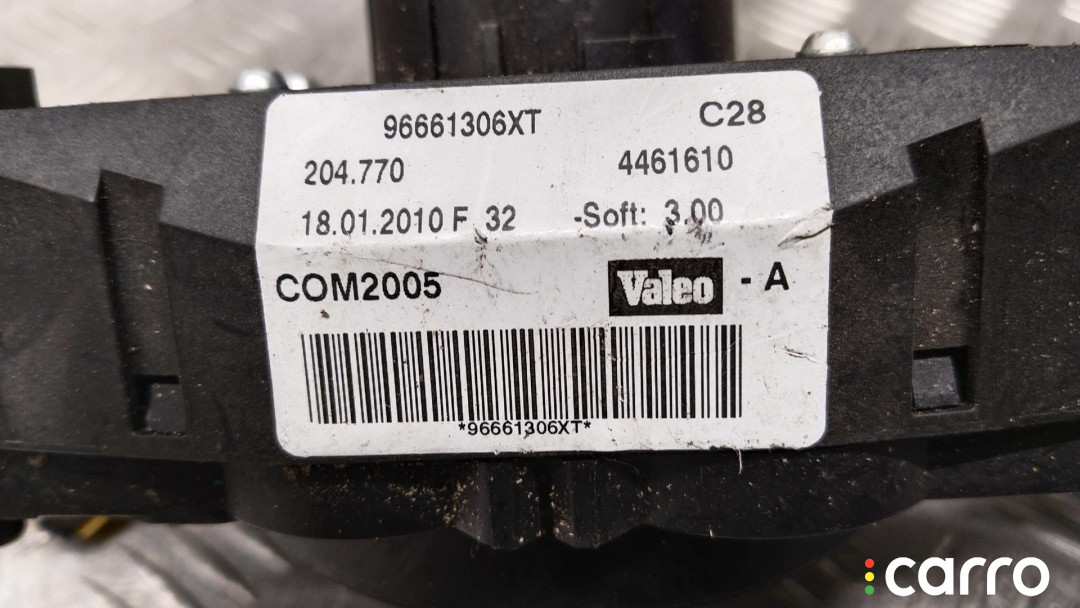 96661306XT C28
204.770 4461610
18.01.2010 F 32 -Soft: 3.00
COM2005 Valeo - A
*96661306XT*
carro